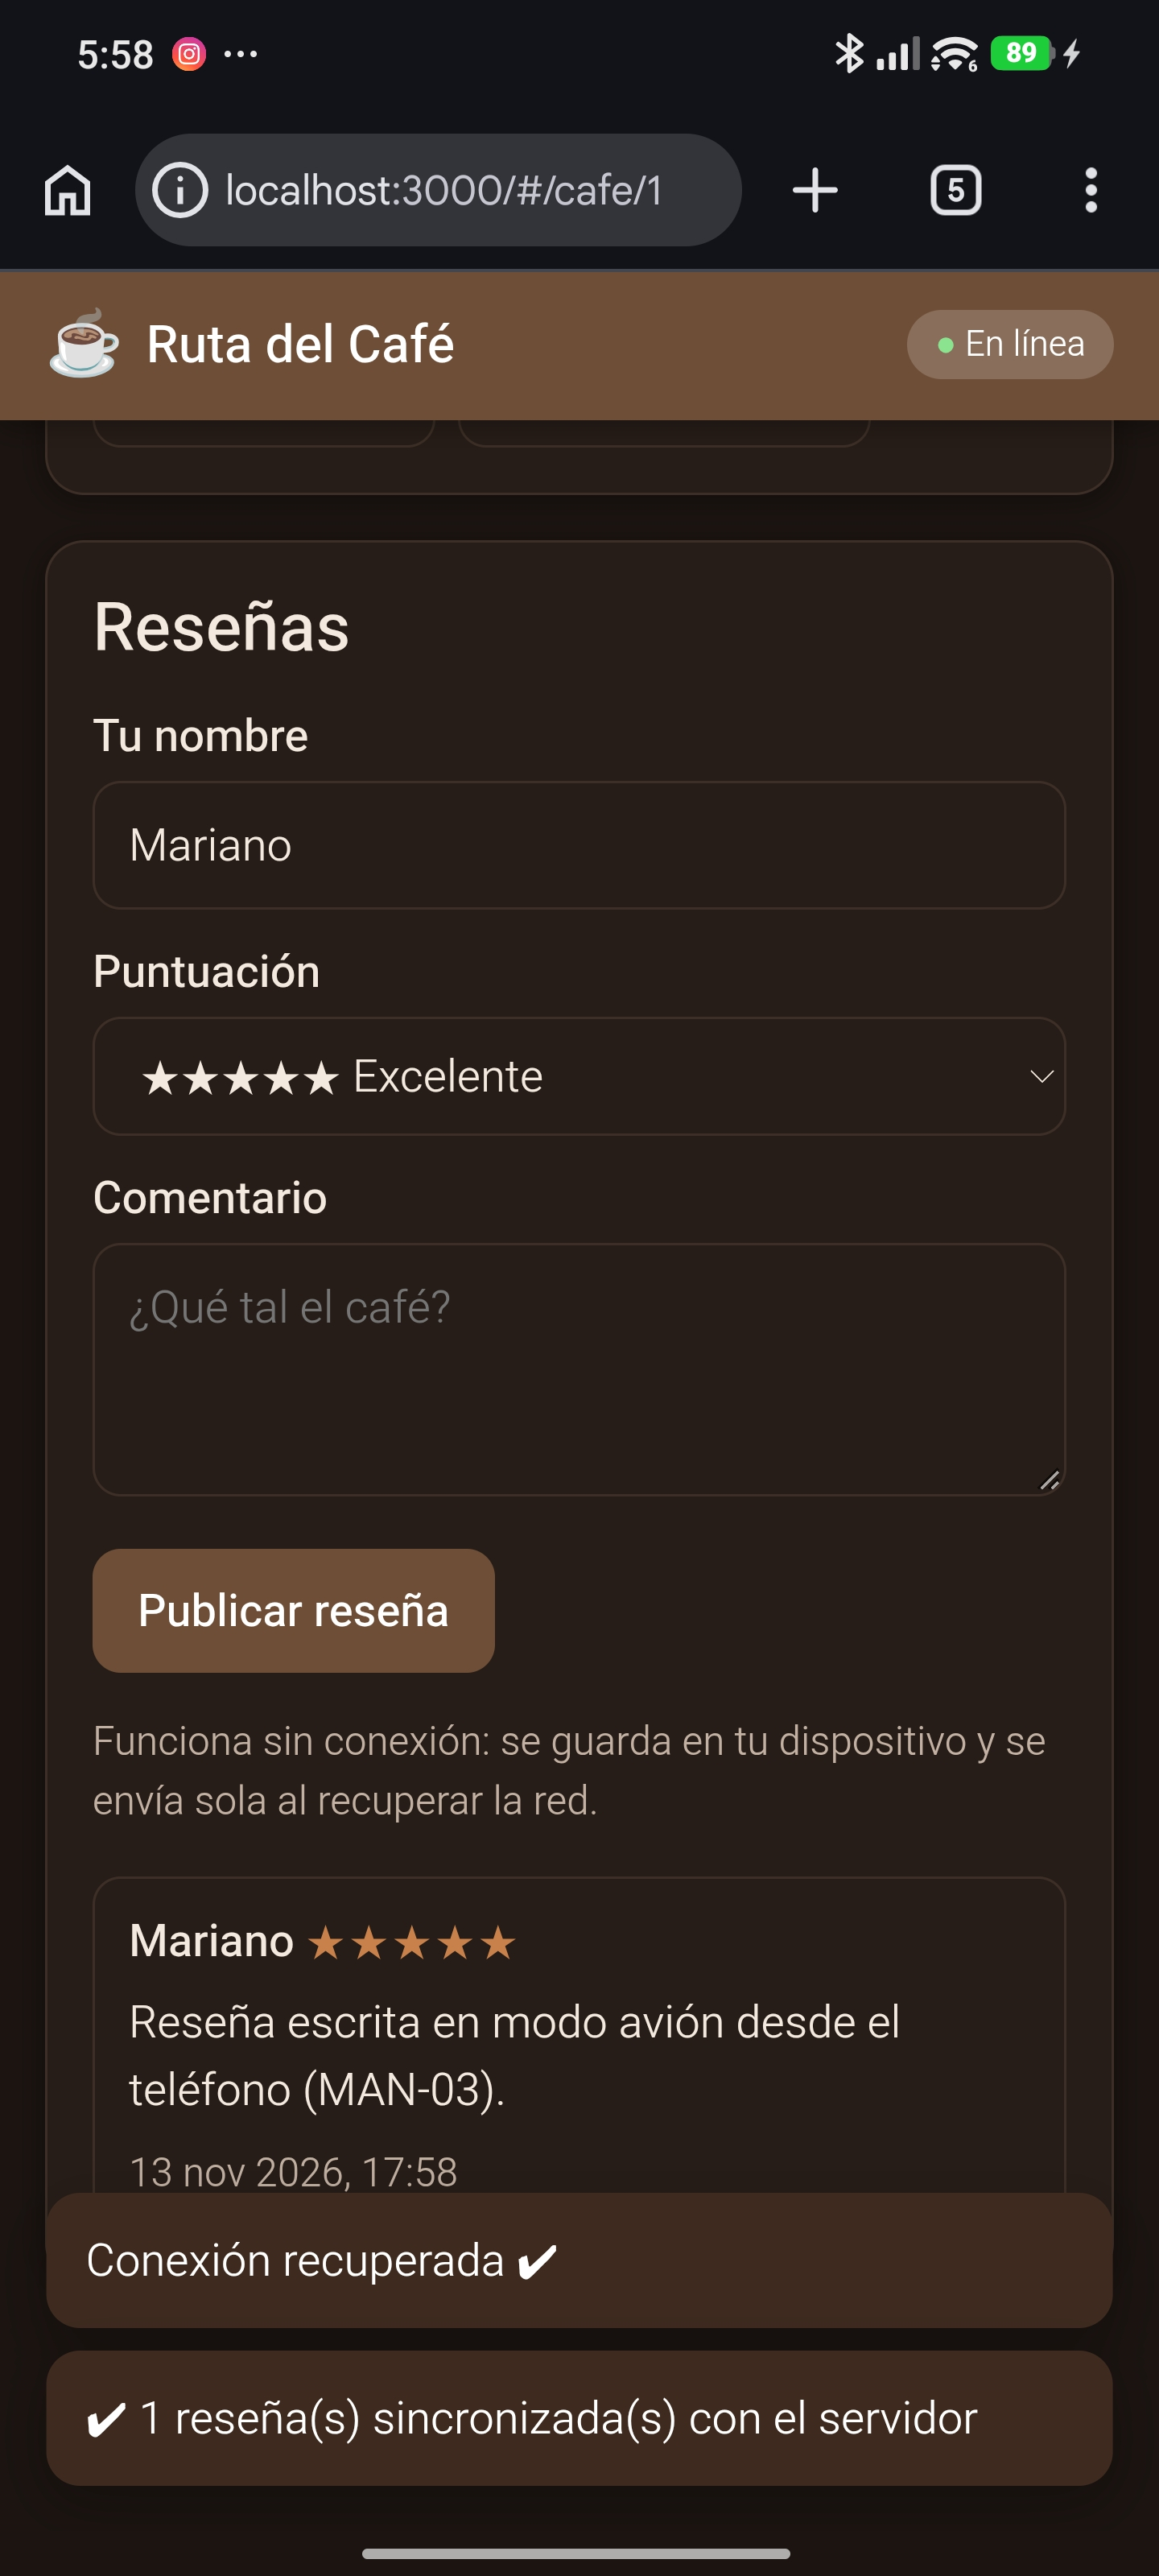 5:58
89
6
localhost:3000/#/cafe/1
5
Ruta del Café
En línea
Reseñas
Tu nombre
Mariano
Puntuación
★★★★★ Excelente
Comentario
¿Qué tal el café?
Publicar reseña
Funciona sin conexión: se guarda en tu dispositivo y se
envía sola al recuperar la red.
Mariano ★★★★★
Reseña escrita en modo avión desde el
teléfono (MAN-03).
13 nov 2026, 17:58
Conexión recuperada ✔
✔ 1 reseña(s) sincronizada(s) con el servidor